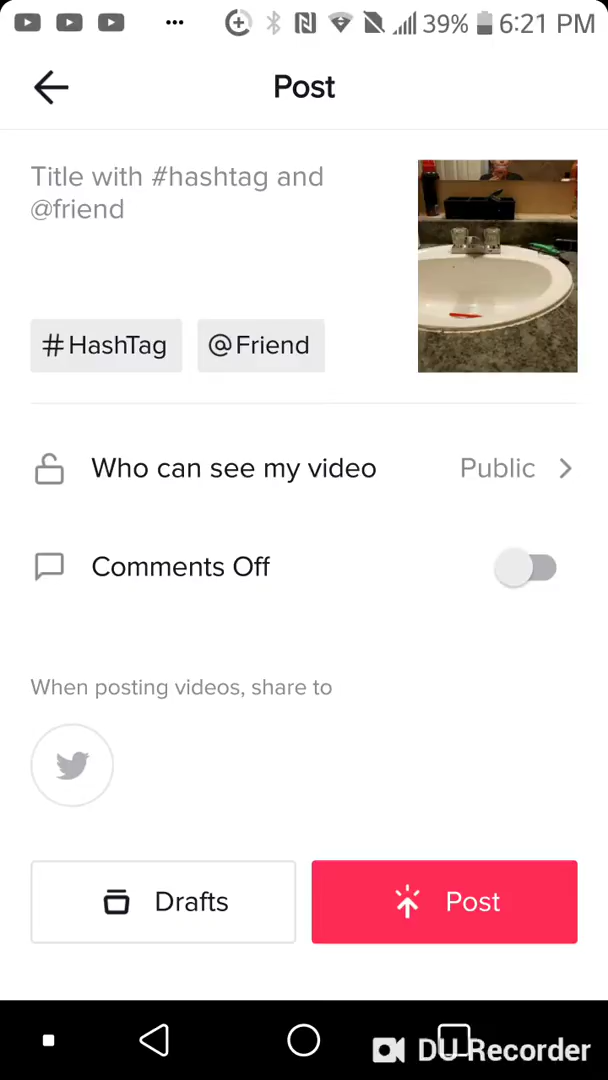 39% 6:21 PM
Post
Title with #hashtag and
@friend
# HashTag @ Friend
Who can see my video Public
Comments Off
When posting videos, share to
Drafts Post
DU Recorder